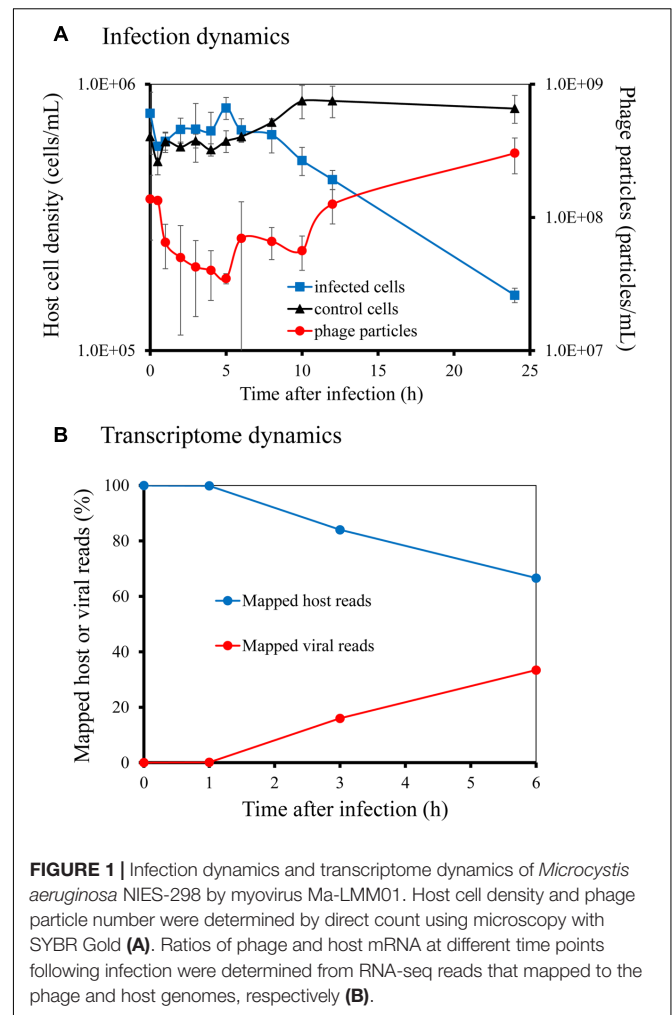 A Infection dynamics
1.0E+06
1.0E+05
Host cell density (cells/mL)
1.0E+09
1.0E+08
1.0E+07
Phage particles (particles/mL)
infected cells
control cells
phage particles
0 5 10 15 20 25
Time after infection (h)
B Transcriptome dynamics
Mapped host or viral reads (%)
100
80
60
40
20
0
Mapped host reads
Mapped viral reads
0 1 2 3 4 5 6
Time after infection (h)
FIGURE 1 | Infection dynamics and transcriptome dynamics of Microcystis
aeruginosa NIES-298 by myovirus Ma-LMM01. Host cell density and phage
particle number were determined by direct count using microscopy with
SYBR Gold (A). Ratios of phage and host mRNA at different time points
following infection were determined from RNA-seq reads that mapped to the
phage and host genomes, respectively (B).